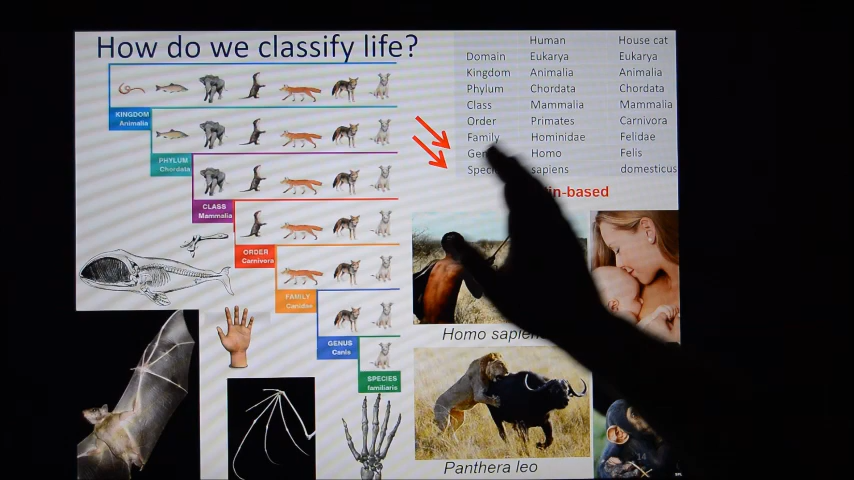 How do we classify life?
Human House cat
Domain Eukarya Eukarya
Kingdom Animalia Animalia
Phylum Chordata Chordata
Class Mammalia Mammalia
Order Primates Carnivora
Family Hominidae Felidae
Homo Felis
sapiens domesticus
in-based
KINGDOM
Animalia
PHYLUM
Chordata
CLASS
Mammalia
ORDER
Carnivora
FAMILY
Canidae
GENUS
Canis
SPECIES
familiaris
Homo sapien
Panthera leo
14